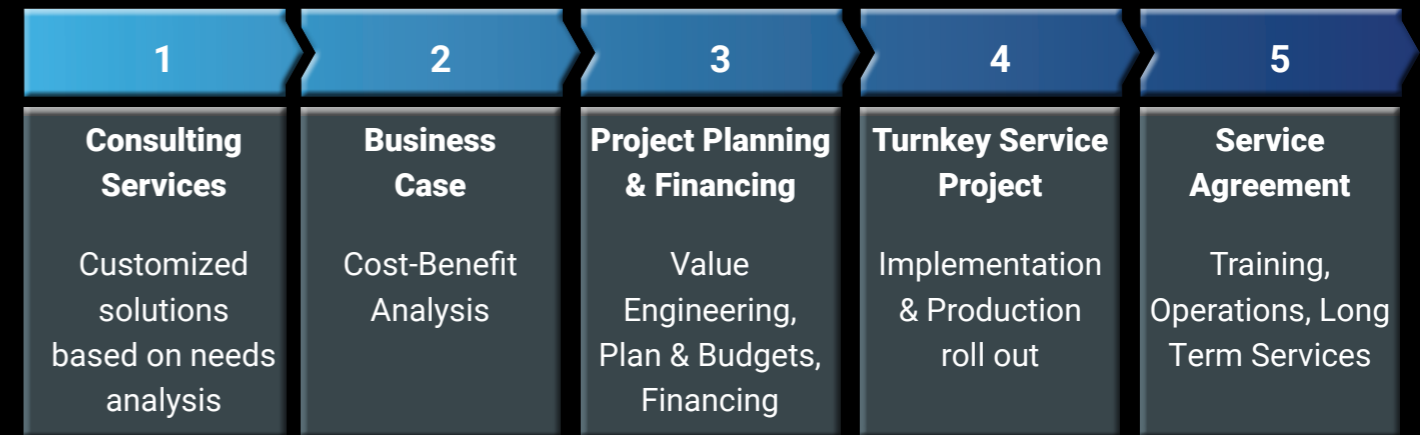 1
Consulting
Services
Customized
solutions
based on needs
analysis
2
Business
Case
Cost-Benefit
Analysis
3
Project Planning
& Financing
Value
Engineering,
Plan & Budgets,
Financing
4
Turnkey Service
Project
Implementation
& Production
roll out
5
Service
Agreement
Training,
Operations, Long
Term Services